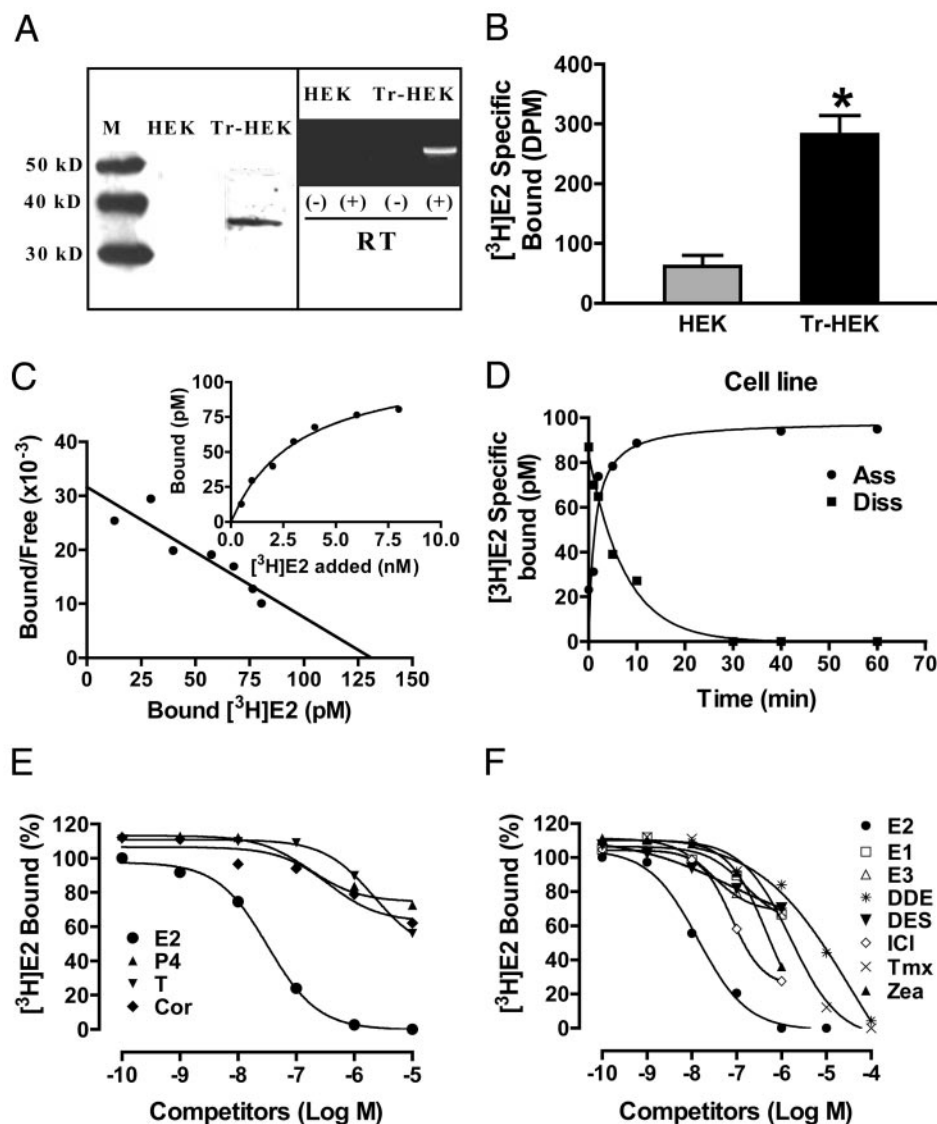 A
M HEK Tr-HEK
50 kD
40 kD
30 kD
HEK Tr-HEK
(-) (+) (-) (+)
RT
B
[³H]E2 Specific
Bound (DPM)
400
300
200
100
0
*
HEK Tr-HEK
Cell line
C
Bound/Free (x10⁻³)
40
30
20
10
0
0 25 50 75 100 125 150
Bound [³H]E2 (pM)
Bound (pM)
100
75
50
25
0
0.0 2.5 5.0 7.5 10.0
[³H]E2 added (nM)
D
[3H]E2 Specific
bound (pM)
100
80
60
40
20
0
0 10 20 30 40 50 60 70
Time (min)
Ass
Diss
E
[³H]E2 Bound (%)
120
100
80
60
40
20
0
E2
P4
T
Cor
-10 -9 -8 -7 -6 -5
Competitors (Log M)
F
[³H]E2 Bound (%)
120
100
80
60
40
20
0
-10 -9 -8 -7 -6 -5 -4
Competitors (Log M)
E2
E1
E3
DDE
DES
ICI
Tmx
Zea